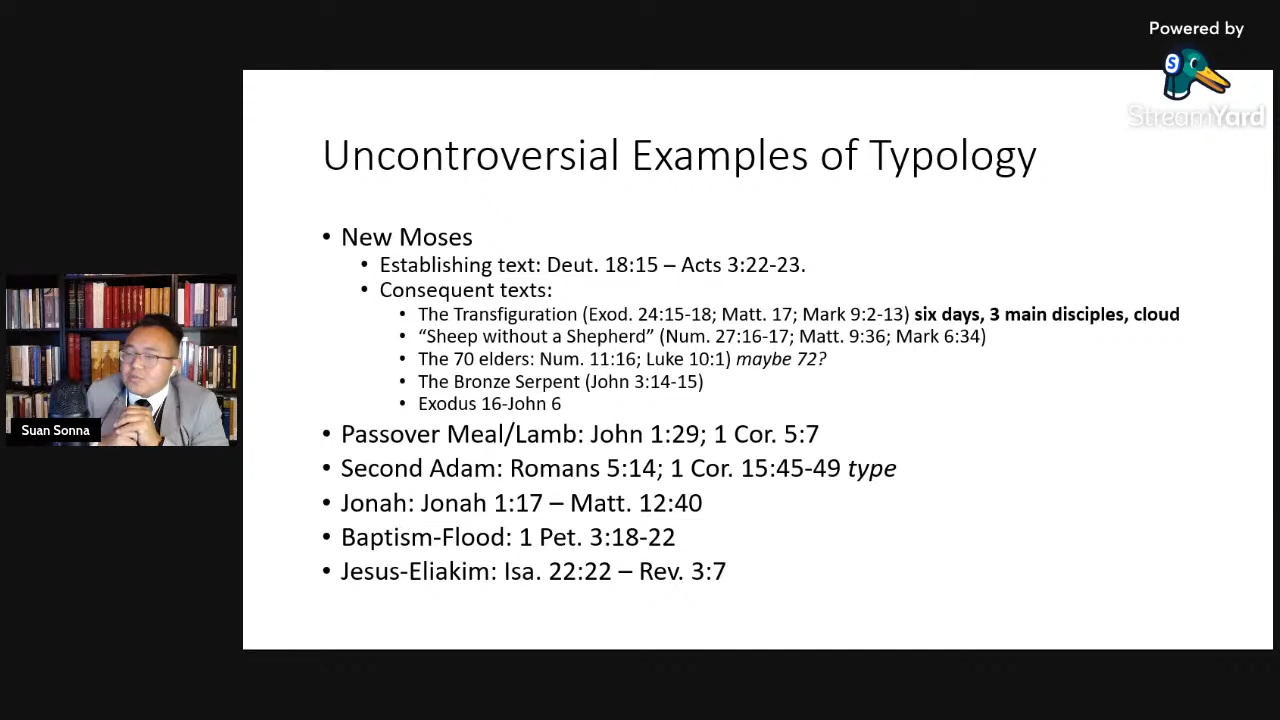 Powered by
StreamYard
Uncontroversial Examples of Typology
• New Moses
• Establishing text: Deut. 18:15 – Acts 3:22-23.
• Consequent texts:
• The Transfiguration (Exod. 24:15-18; Matt. 17; Mark 9:2-13) six days, 3 main disciples, cloud
• “Sheep without a Shepherd” (Num. 27:16-17; Matt. 9:36; Mark 6:34)
• The 70 elders: Num. 11:16; Luke 10:1) maybe 72?
• The Bronze Serpent (John 3:14-15)
• Exodus 16-John 6
• Passover Meal/Lamb: John 1:29; 1 Cor. 5:7
• Second Adam: Romans 5:14; 1 Cor. 15:45-49 type
• Jonah: Jonah 1:17 – Matt. 12:40
• Baptism-Flood: 1 Pet. 3:18-22
• Jesus-Eliakim: Isa. 22:22 – Rev. 3:7
Suan Sonna